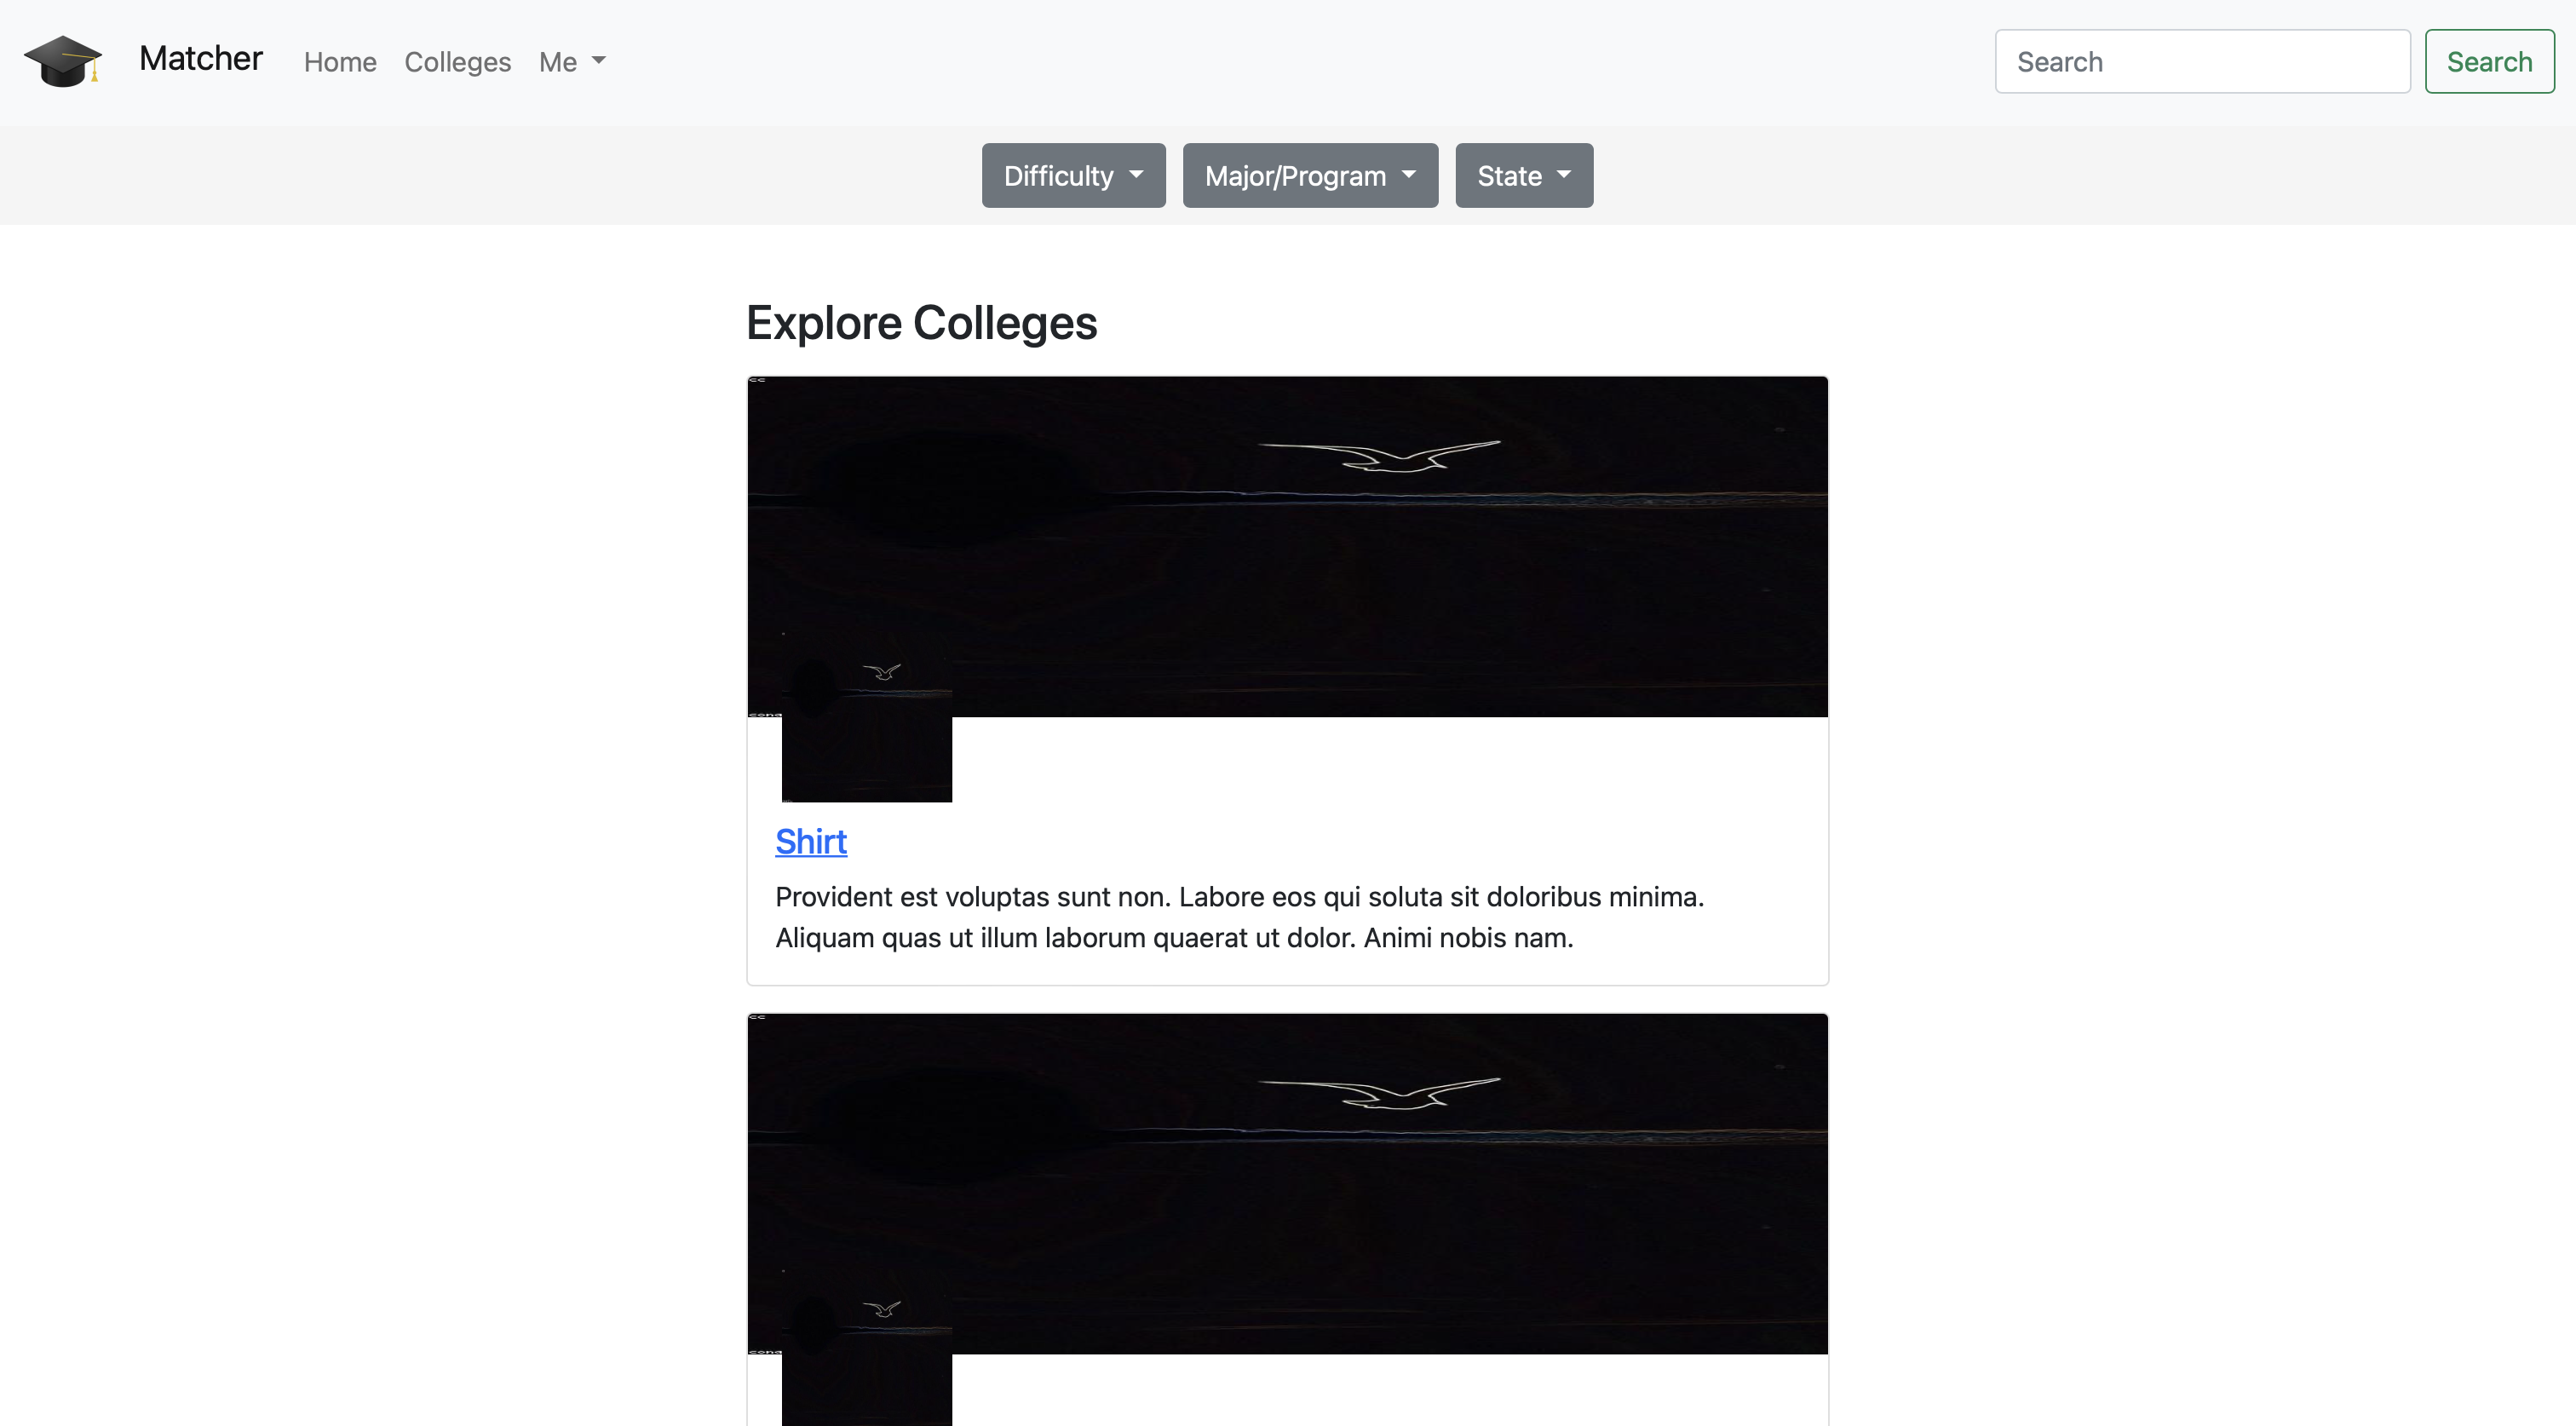 Matcher
Home
Colleges
Me
Search
Search
Difficulty
Major/Program
State
Explore Colleges
Shirt
Provident est voluptas sunt non. Labore eos qui soluta sit doloribus minima.
Aliquam quas ut illum laborum quaerat ut dolor. Animi nobis nam.